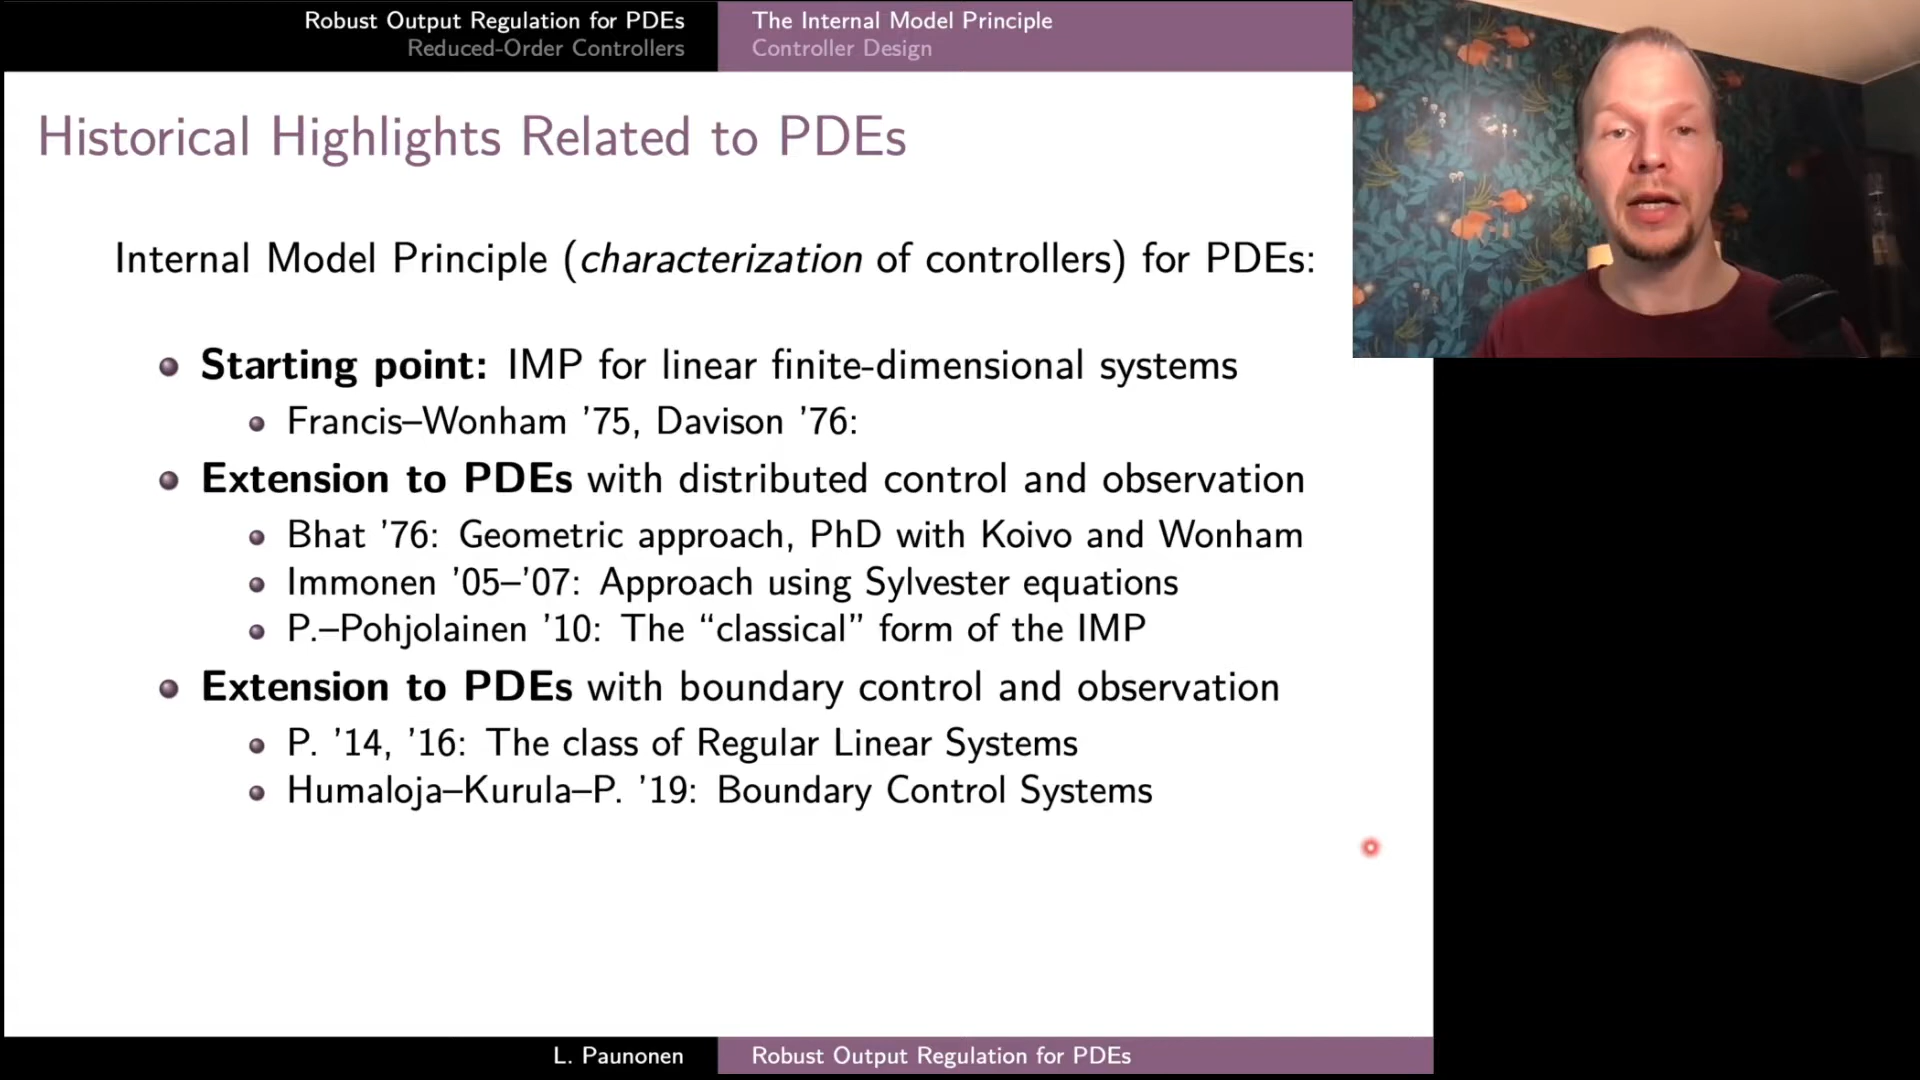 Robust Output Regulation for PDEs
Reduced-Order Controllers
The Internal Model Principle
Controller Design
Historical Highlights Related to PDEs
Internal Model Principle (characterization of controllers) for PDEs:
Starting point: IMP for linear finite-dimensional systems
Francis–Wonham ’75, Davison ’76:
Extension to PDEs with distributed control and observation
Bhat ’76: Geometric approach, PhD with Koivo and Wonham
Immonen ’05–’07: Approach using Sylvester equations
P.–Pohjolainen ’10: The “classical” form of the IMP
Extension to PDEs with boundary control and observation
P. ’14, ’16: The class of Regular Linear Systems
Humaloja–Kurula–P. ’19: Boundary Control Systems
L. Paunonen
Robust Output Regulation for PDEs